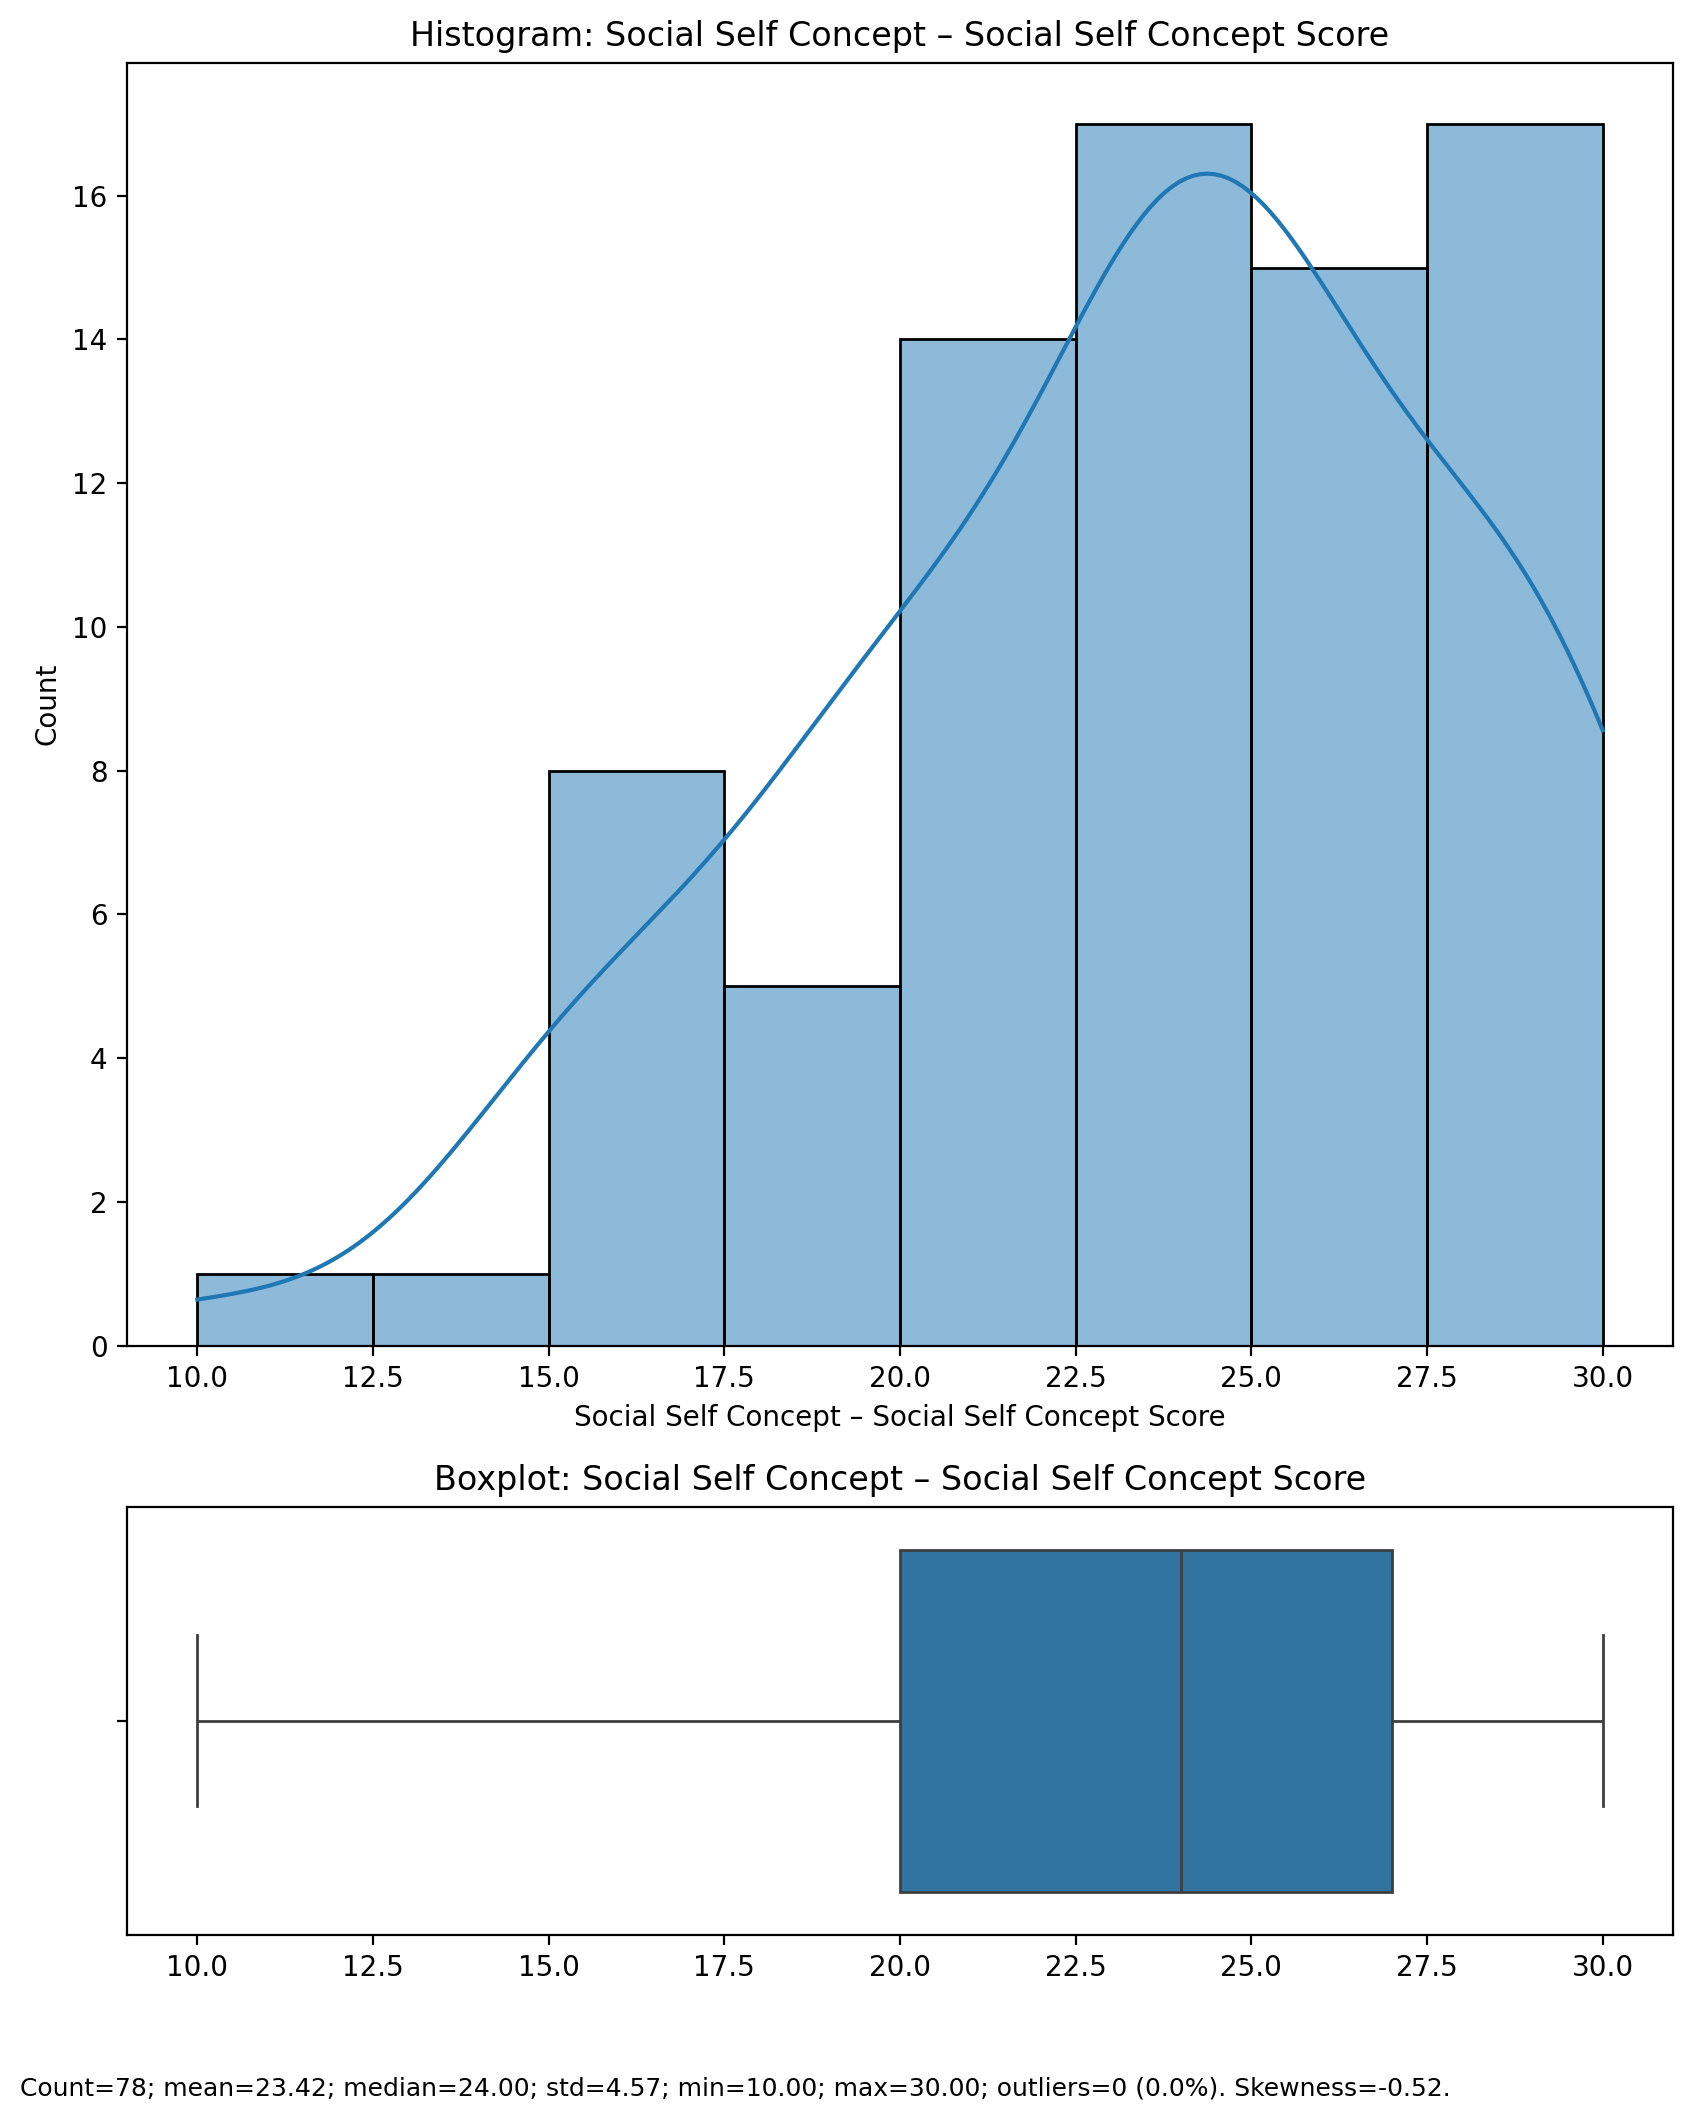 Histogram: Social Self Concept – Social Self Concept Score
Count
16
14
12
10
8
6
4
2
0
10.0 12.5 15.0 17.5 20.0 22.5 25.0 27.5 30.0
Social Self Concept – Social Self Concept Score
Boxplot: Social Self Concept – Social Self Concept Score
10.0 12.5 15.0 17.5 20.0 22.5 25.0 27.5 30.0
Count=78; mean=23.42; median=24.00; std=4.57; min=10.00; max=30.00; outliers=0 (0.0%). Skewness=-0.52.